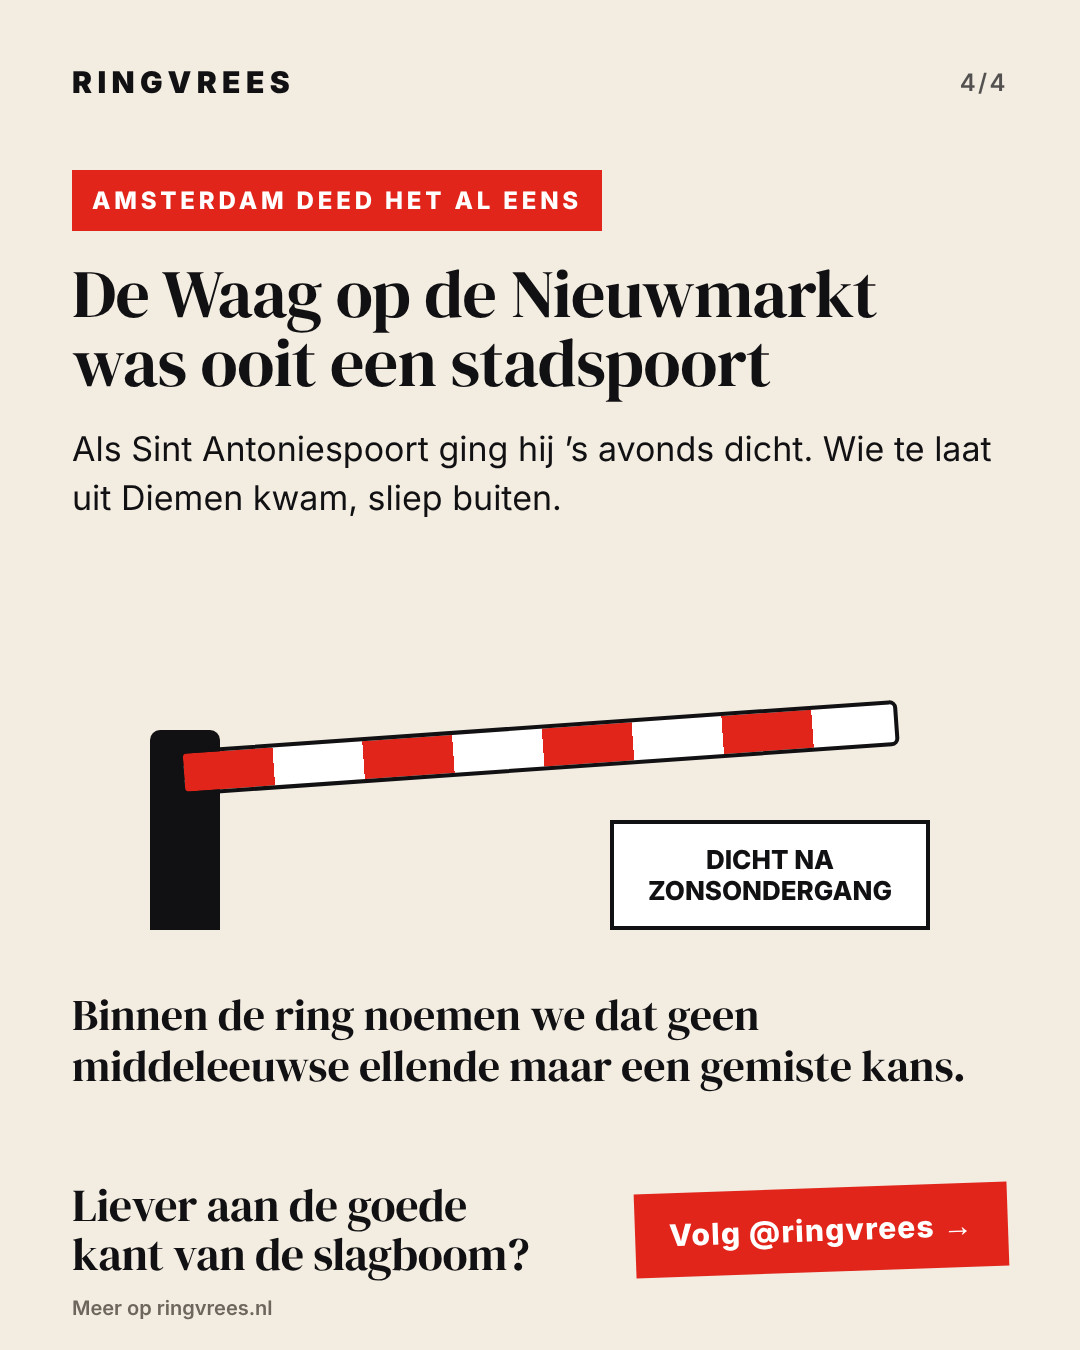 RINGVREES
4/4
AMSTERDAM DEED HET AL EENS
De Waag op de Nieuwmarkt
was ooit een stadspoort
Als Sint Antoniespoort ging hij ’s avonds dicht. Wie te laat
uit Diemen kwam, sliep buiten.
DICHT NA
ZONSONDERGANG
Binnen de ring noemen we dat geen
middeleeuwse ellende maar een gemiste kans.
Liever aan de goede
kant van de slagboom?
Volg @ringvrees →
Meer op ringvrees.nl